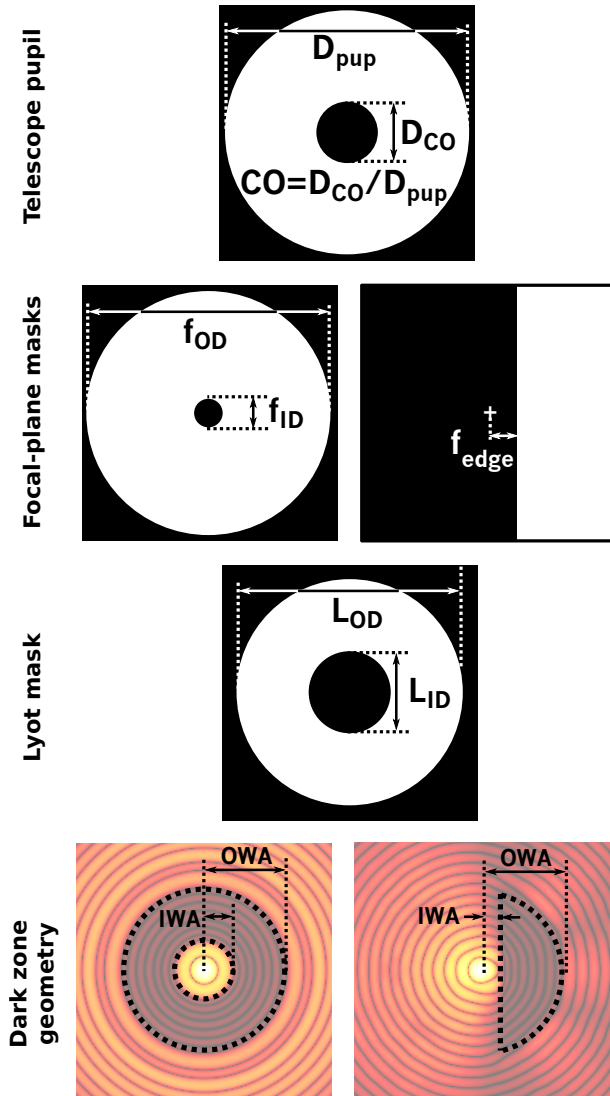 Telescope pupil
D_pup
D_CO
CO=D_CO/D_pup
Focal-plane masks
f_OD
f_ID
f_edge
Lyot mask
L_OD
L_ID
Dark zone
geometry
OWA
IWA
OWA
IWA